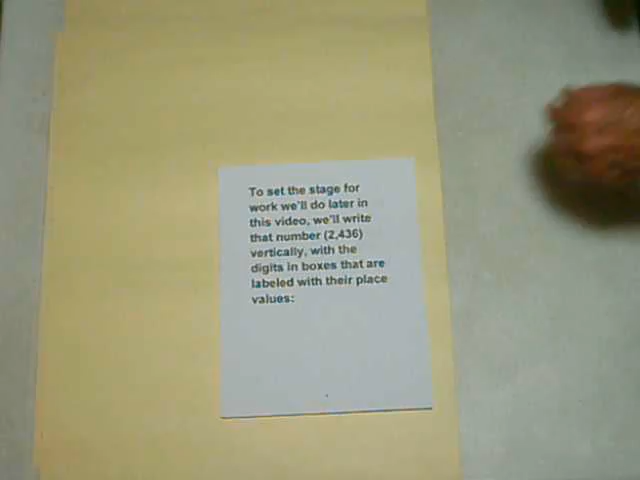 To set the stage for
work we'll do later in
this video, we'll write
that number (2,436)
vertically, with the
digits in boxes that are
labeled with their place
values: